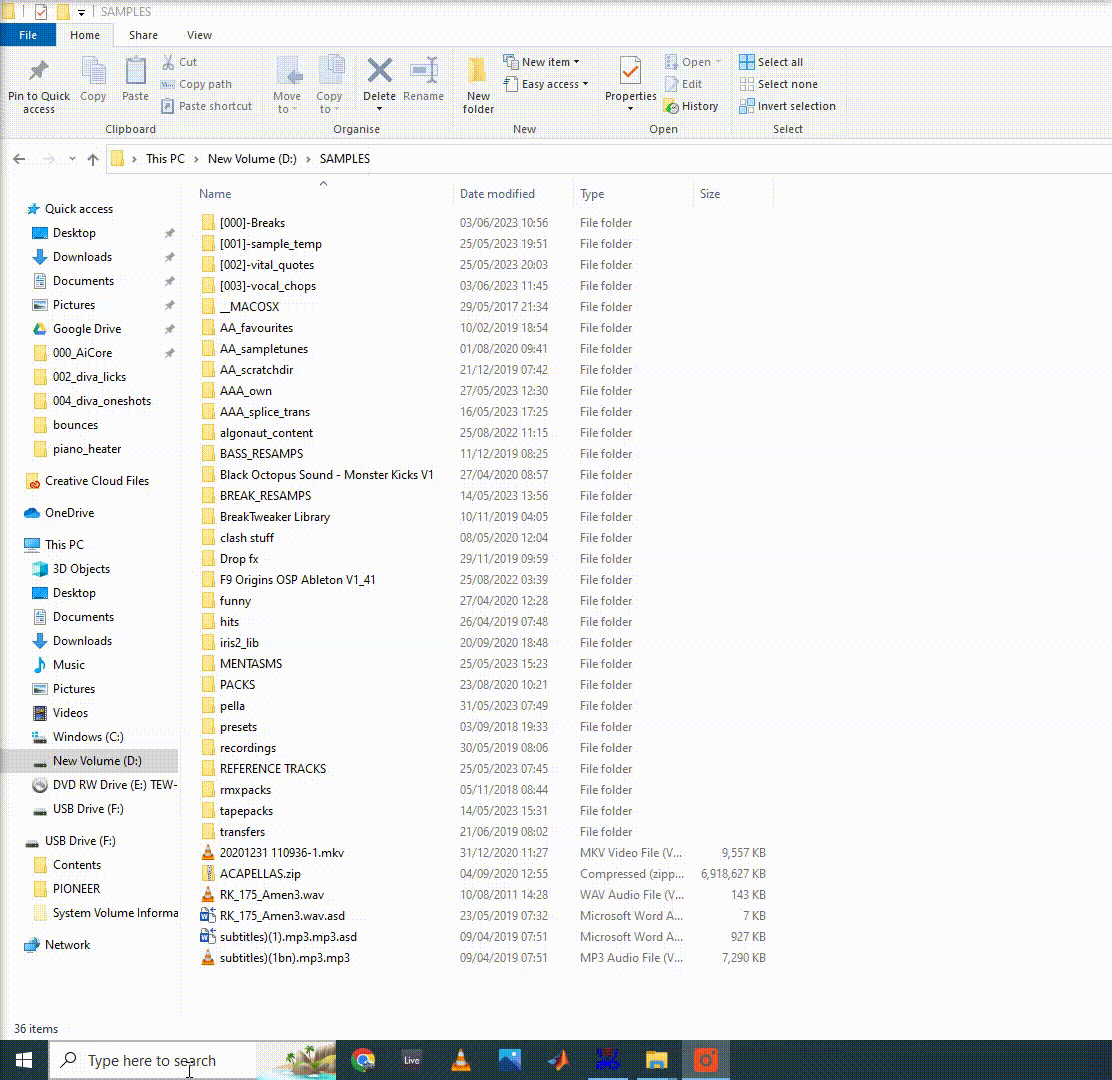 SAMPLES
File Home Share View
Pin to Quick access
Copy
Paste
Cut
Copy path
Paste shortcut
Clipboard
Move to
Copy to
Delete
Rename
Organise
New folder
New item
Easy access
New
Properties
Open
Edit
History
Open
Select all
Select none
Invert selection
Select
This PC > New Volume (D:) > SAMPLES
Quick access
Desktop
Downloads
Documents
Pictures
Google Drive
000_AiCore
002_diva_licks
004_diva_oneshots
bounces
piano_heater
Creative Cloud Files
OneDrive
This PC
3D Objects
Desktop
Documents
Downloads
Music
Pictures
Videos
Windows (C:)
New Volume (D:)
DVD RW Drive (E:) TEW-
USB Drive (F:)
USB Drive (F:)
Contents
PIONEER
System Volume Informa
Network
Name Date modified Type Size
[000]-Breaks 03/06/2023 10:56 File folder
[001]-sample_temp 25/05/2023 19:51 File folder
[002]-vital_quotes 25/05/2023 20:03 File folder
[003]-vocal_chops 03/06/2023 11:45 File folder
__MACOSX 29/05/2017 21:34 File folder
AA_favourites 10/02/2019 18:54 File folder
AA_sampletunes 01/08/2020 09:41 File folder
AA_scratchdir 21/12/2019 07:42 File folder
AAA_own 27/05/2023 12:30 File folder
AAA_splice_trans 16/05/2023 17:25 File folder
algonaut_content 25/08/2022 11:15 File folder
BASS_RESAMPS 11/12/2019 08:25 File folder
Black Octopus Sound - Monster Kicks V1 27/04/2020 08:57 File folder
BREAK_RESAMPS 14/05/2023 13:56 File folder
BreakTweaker Library 10/11/2019 04:05 File folder
clash stuff 08/05/2020 12:04 File folder
Drop fx 29/11/2019 09:59 File folder
F9 Origins OSP Ableton V1_41 25/08/2022 03:39 File folder
funny 27/04/2020 12:28 File folder
hits 26/04/2019 07:48 File folder
iris2_lib 20/09/2020 18:48 File folder
MENTASMS 25/05/2023 15:23 File folder
PACKS 23/08/2020 10:21 File folder
pella 31/05/2023 07:49 File folder
presets 03/09/2018 19:33 File folder
recordings 30/05/2019 08:06 File folder
REFERENCE TRACKS 25/05/2023 07:45 File folder
rmxpacks 05/11/2018 08:44 File folder
tapepacks 14/05/2023 15:31 File folder
transfers 21/06/2019 08:02 File folder
20201231 110936-1.mkv 31/12/2020 11:27 MKV Video File (V... 9,557 KB
ACAPELLAS.zip 04/09/2020 12:55 Compressed (zipp... 6,918,627 KB
RK_175_Amen3.wav 10/08/2011 14:28 WAV Audio File (V... 143 KB
RK_175_Amen3.wav.asd 23/05/2019 07:32 Microsoft Word A... 7 KB
subtitles)(1).mp3.mp3.asd 09/04/2019 07:51 Microsoft Word A... 927 KB
subtitles)(1bn).mp3.mp3 09/04/2019 07:51 MP3 Audio File (V... 7,290 KB
36 items
Type here to search
Live